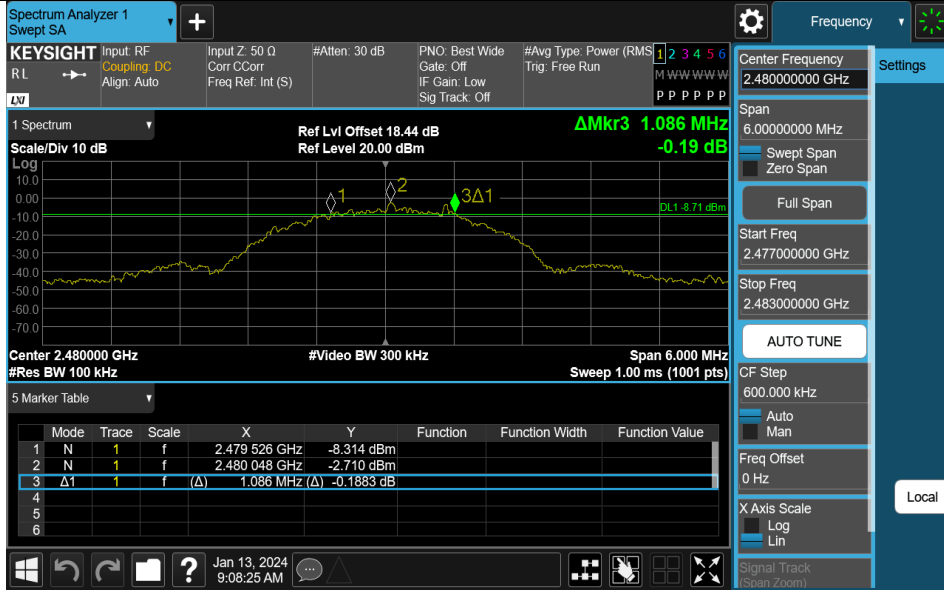 Spectrum Analyzer 1
Swept SA
Frequency
KEYSIGHT
R L
LXI
Input: RF
Coupling: DC
Align: Auto
Input Z: 50 Ω
Corr CCorr
Freq Ref: Int (S)
#Atten: 30 dB
PNO: Best Wide
Gate: Off
IF Gain: Low
Sig Track: Off
#Avg Type: Power (RMS
Trig: Free Run
1 2 3 4 5 6
M W W W W W
P P P P P P
Center Frequency
2.480000000 GHz
Settings
1 Spectrum
Scale/Div 10 dB
Ref Lvl Offset 18.44 dB
Ref Level 20.00 dBm
ΔMkr3 1.086 MHz
-0.19 dB
Log
10.0
0.00
-10.0
-20.0
-30.0
-40.0
-50.0
-60.0
-70.0
1
2
3Δ1
DL1 -8.71 dBm
Center 2.480000 GHz
#Video BW 300 kHz
Span 6.000 MHz
#Res BW 100 kHz
Sweep 1.00 ms (1001 pts)
Span
6.00000000 MHz
Swept Span
Zero Span
Full Span
Start Freq
2.477000000 GHz
Stop Freq
2.483000000 GHz
AUTO TUNE
CF Step
600.000 kHz
Auto
Man
Freq Offset
0 Hz
X Axis Scale
Log
Lin
Signal Track
(Span Zoom)
Local
5 Marker Table
Mode Trace Scale X Y Function Function Width Function Value
1 N 1 f 2.479 526 GHz -8.314 dBm
2 N 1 f 2.480 048 GHz -2.710 dBm
3 Δ1 1 f (Δ) 1.086 MHz (Δ) -0.1883 dB
4
5
6
Jan 13, 2024
9:08:25 AM